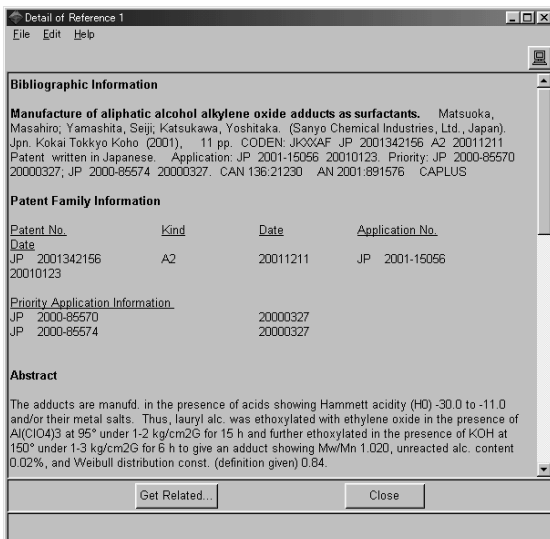 Detail of Reference 1
File Edit Help
Bibliographic Information
Manufacture of aliphatic alcohol alkylene oxide adducts as surfactants. Matsuoka,
Masahiro; Yamashita, Seiji; Katsukawa, Yoshitaka. (Sanyo Chemical Industries, Ltd., Japan).
Jpn. Kokai Tokkyo Koho (2001), 11 pp. CODEN: JKXXAF JP 2001342156 A2 20011211
Patent written in Japanese. Application: JP 2001-15056 20010123. Priority: JP 2000-85570
20000327; JP 2000-85574 20000327. CAN 136:21230 AN 2001:891576 CAPLUS
Patent Family Information
Patent No. Kind Date Application No.
Date
JP 2001342156 A2 20011211 JP 2001-15056
20010123
Priority Application Information
JP 2000-85570 20000327
JP 2000-85574 20000327
Abstract
The adducts are manufd. in the presence of acids showing Hammett acidity (H0) -30.0 to -11.0
and/or their metal salts. Thus, lauryl alc. was ethoxylated with ethylene oxide in the presence of
Al(ClO4)3 at 95° under 1-2 kg/cm2G for 15 h and further ethoxylated in the presence of KOH at
150° under 1-3 kg/cm2G for 6 h to give an adduct showing Mw/Mn 1.020, unreacted alc. content
0.02%, and Weibull distribution const. (definition given) 0.84.
Get Related... Close